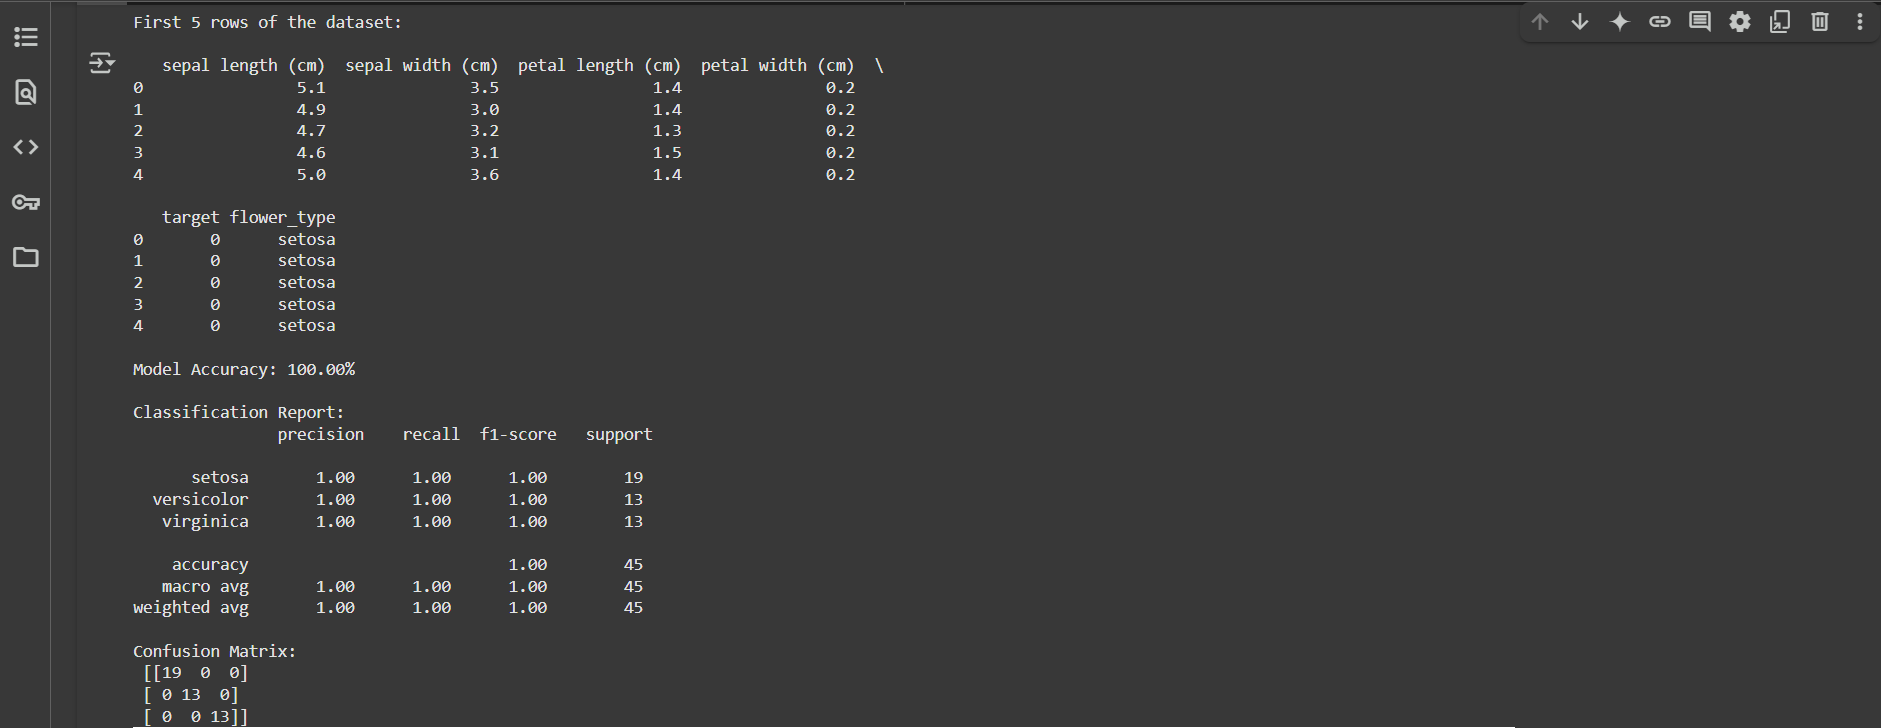 First 5 rows of the dataset:
   sepal length (cm)  sepal width (cm)  petal length (cm)  petal width (cm)  \
0                5.1               3.5                1.4               0.2
1                4.9               3.0                1.4               0.2
2                4.7               3.2                1.3               0.2
3                4.6               3.1                1.5               0.2
4                5.0               3.6                1.4               0.2
   target flower_type
0       0      setosa
1       0      setosa
2       0      setosa
3       0      setosa
4       0      setosa
Model Accuracy: 100.00%
Classification Report:
               precision    recall  f1-score   support
      setosa       1.00      1.00      1.00        19
  versicolor       1.00      1.00      1.00        13
   virginica       1.00      1.00      1.00        13
    accuracy                           1.00        45
   macro avg       1.00      1.00      1.00        45
weighted avg       1.00      1.00      1.00        45
Confusion Matrix:
 [[19  0  0]
 [ 0 13  0]
 [ 0  0 13]]